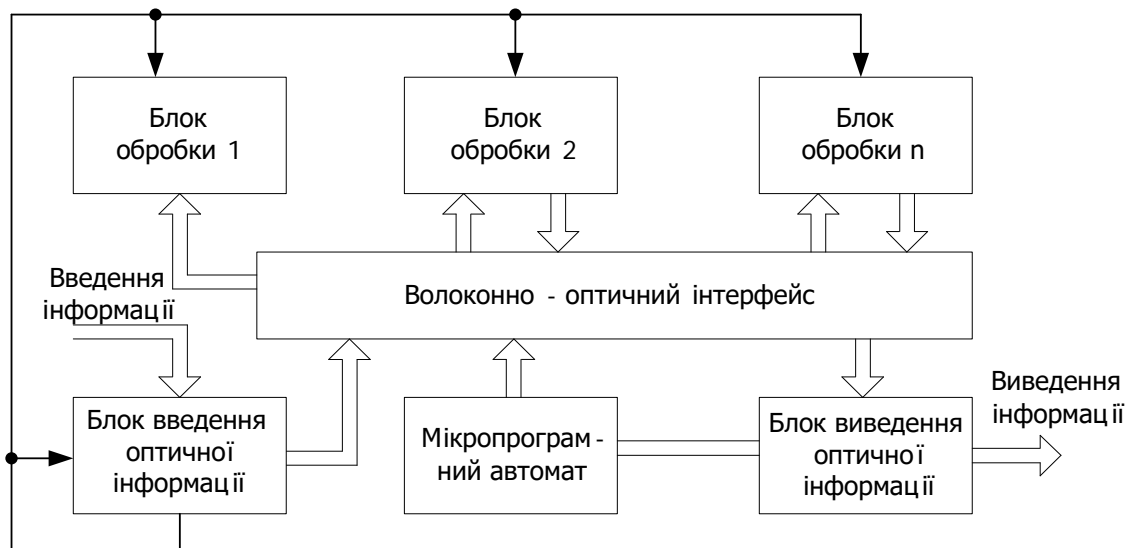 Блок
обробки 1
Блок
обробки 2
Блок
обробки n
Волоконно - оптичний інтерфейс
Введення
інформації
Блок введення
оптичної
інформації
Мікропрограм -
ний автомат
Блок виведення
оптичної
інформації
Виведення
інформації